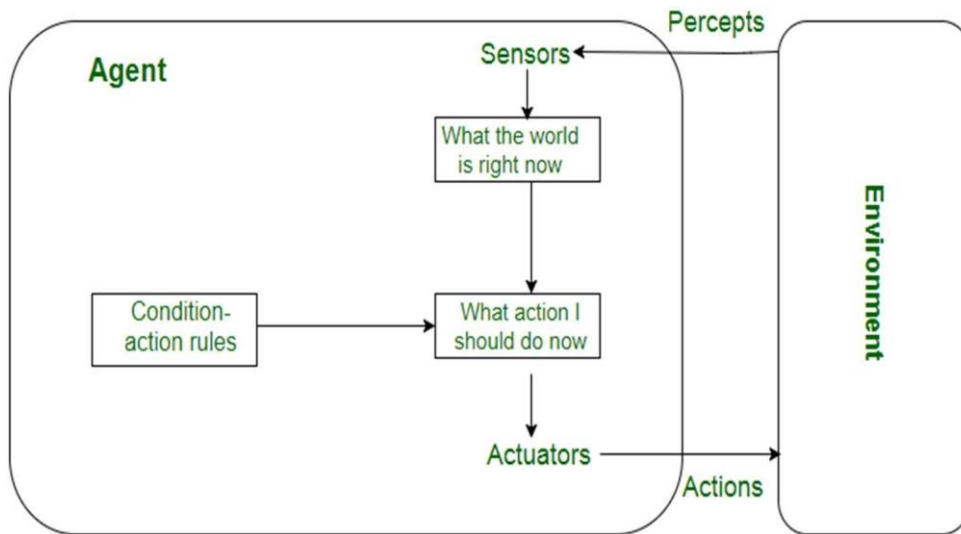 Percepts
Sensors
Agent
What the world
is right now
Environment
Condition-
action rules
What action I
should do now
Actuators
Actions